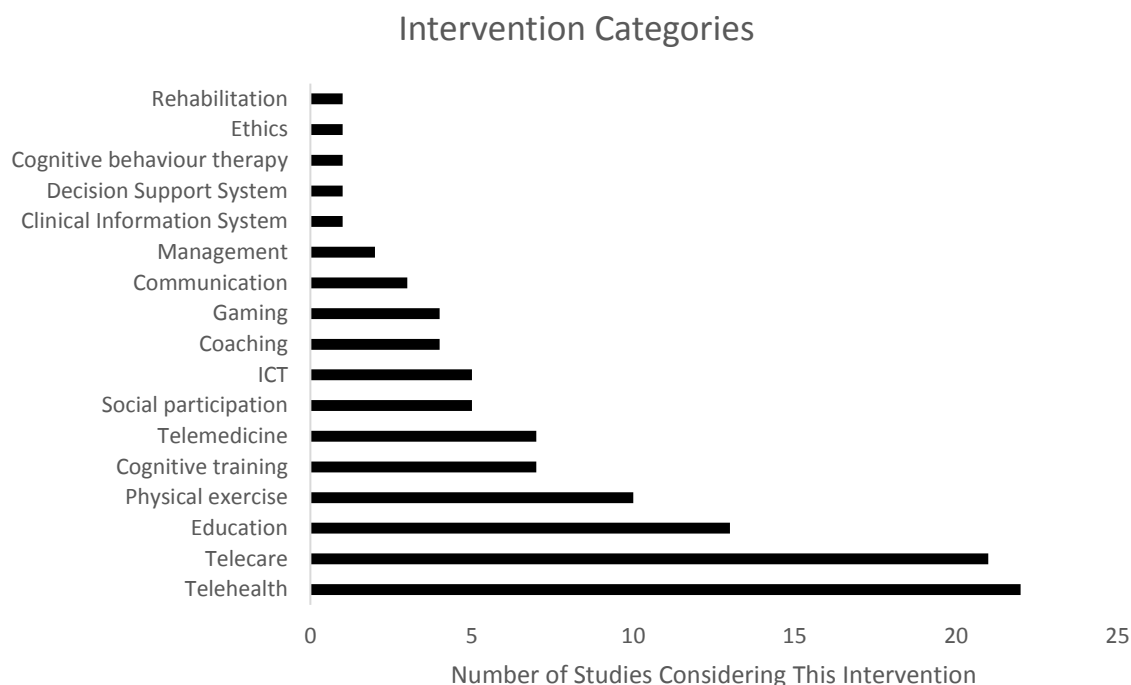 Intervention Categories
Rehabilitation
Ethics
Cognitive behaviour therapy
Decision Support System
Clinical Information System
Management
Communication
Gaming
Coaching
ICT
Social participation
Telemedicine
Cognitive training
Physical exercise
Education
Telecare
Telehealth
0 5 10 15 20 25
Number of Studies Considering This Intervention